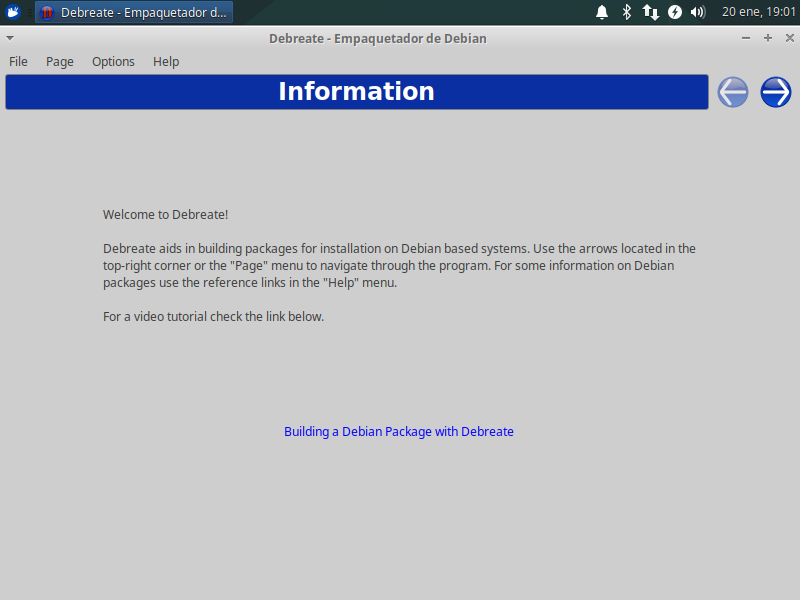 Debreate - Empaquetador d...
20 ene, 19:01
Debreate - Empaquetador de Debian
File Page Options Help
Information
Welcome to Debreate!
Debreate aids in building packages for installation on Debian based systems. Use the arrows located in the
top-right corner or the "Page" menu to navigate through the program. For some information on Debian
packages use the reference links in the "Help" menu.
For a video tutorial check the link below.
Building a Debian Package with Debreate